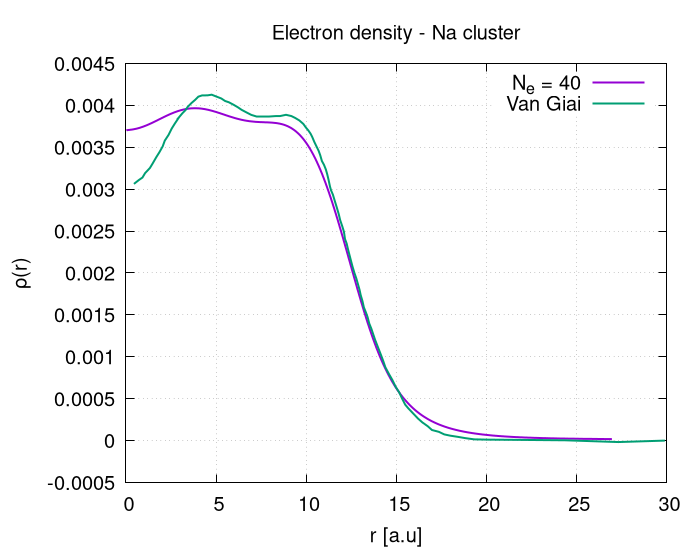 Electron density - Na cluster
0.0045
0.004
0.0035
0.003
0.0025
0.002
0.0015
0.001
0.0005
0
-0.0005
ρ(r)
Nₑ = 40
Van Giai
0 5 10 15 20 25 30
r [a.u]